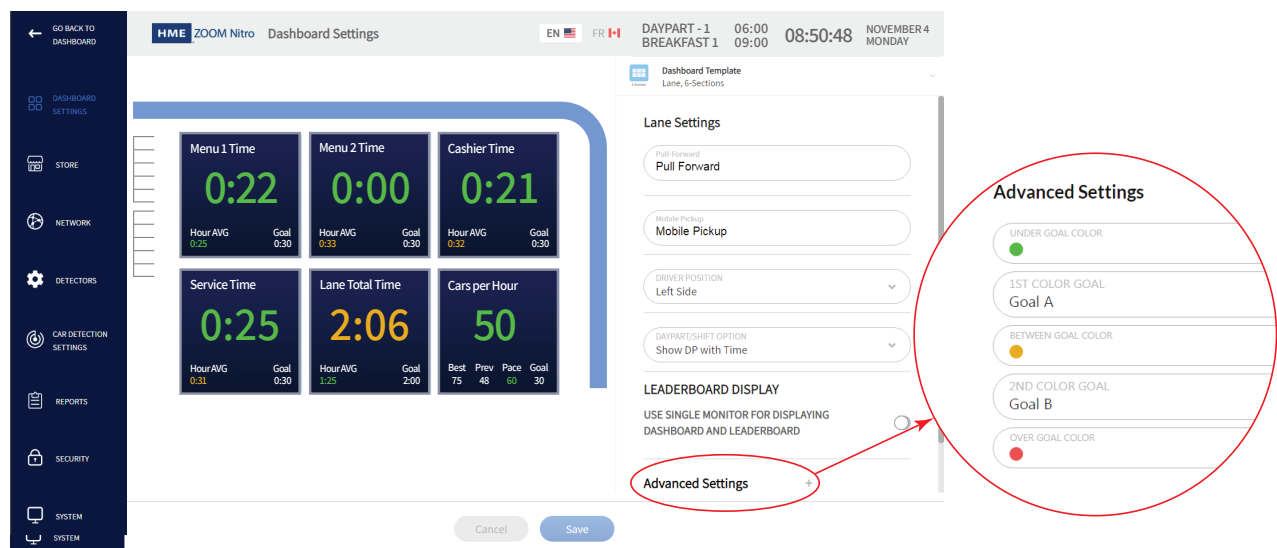 GO BACK TO
DASHBOARD
HME ZOOM Nitro Dashboard Settings
EN FR
DAYPART - 1 06:00
BREAKFAST 1 09:00
08:50:48
NOVEMBER 4
MONDAY
DASHBOARD
SETTINGS
STORE
NETWORK
DETECTORS
CAR DETECTION
SETTINGS
REPORTS
SECURITY
SYSTEM
SYSTEM
Menu 1 Time
0:22
Hour AVG Goal
0:25 0:30
Menu 2 Time
0:00
Hour AVG Goal
0:33 0:30
Cashier Time
0:21
Hour AVG Goal
0:32 0:30
Service Time
0:25
Hour AVG Goal
0:31 0:30
Lane Total Time
2:06
Hour AVG Goal
1:25 2:00
Cars per Hour
50
Best Prev Pace Goal
75 48 60 30
Dashboard Template
Lane, 6-Sections
Lane Settings
Pull-Forward
Pull Forward
Mobile Pickup
Mobile Pickup
DRIVER POSITION
Left Side
DAYPART/SHIFT OPTION
Show DP with Time
LEADERBOARD DISPLAY
USE SINGLE MONITOR FOR DISPLAYING
DASHBOARD AND LEADERBOARD
Advanced Settings +
Cancel Save
Advanced Settings
UNDER GOAL COLOR
1ST COLOR GOAL
Goal A
BETWEEN GOAL COLOR
2ND COLOR GOAL
Goal B
OVER GOAL COLOR